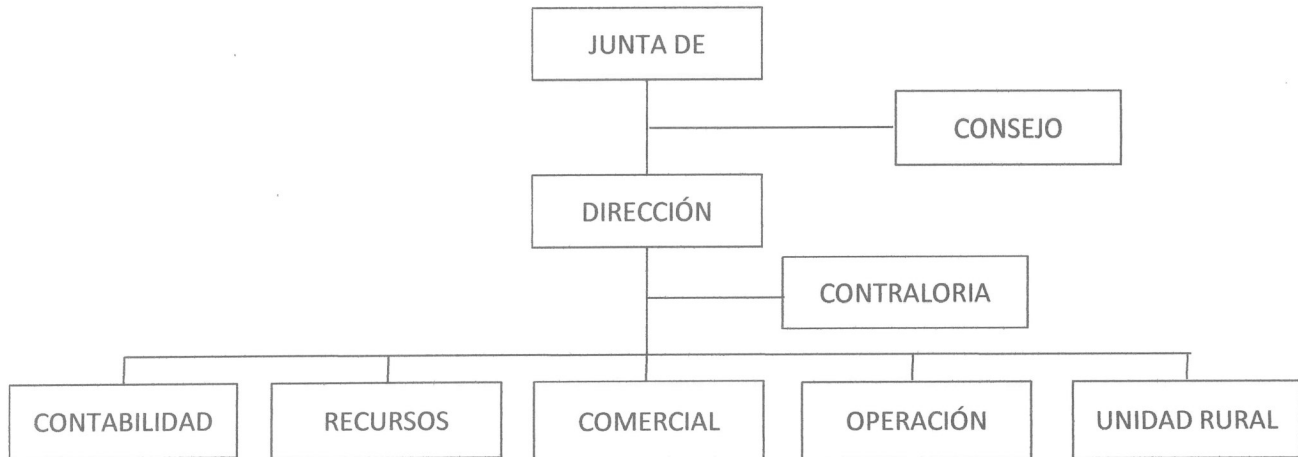 JUNTA DE
CONSEJO
DIRECCIÓN
CONTRALORIA
CONTABILIDAD
RECURSOS
COMERCIAL
OPERACIÓN
UNIDAD RURAL